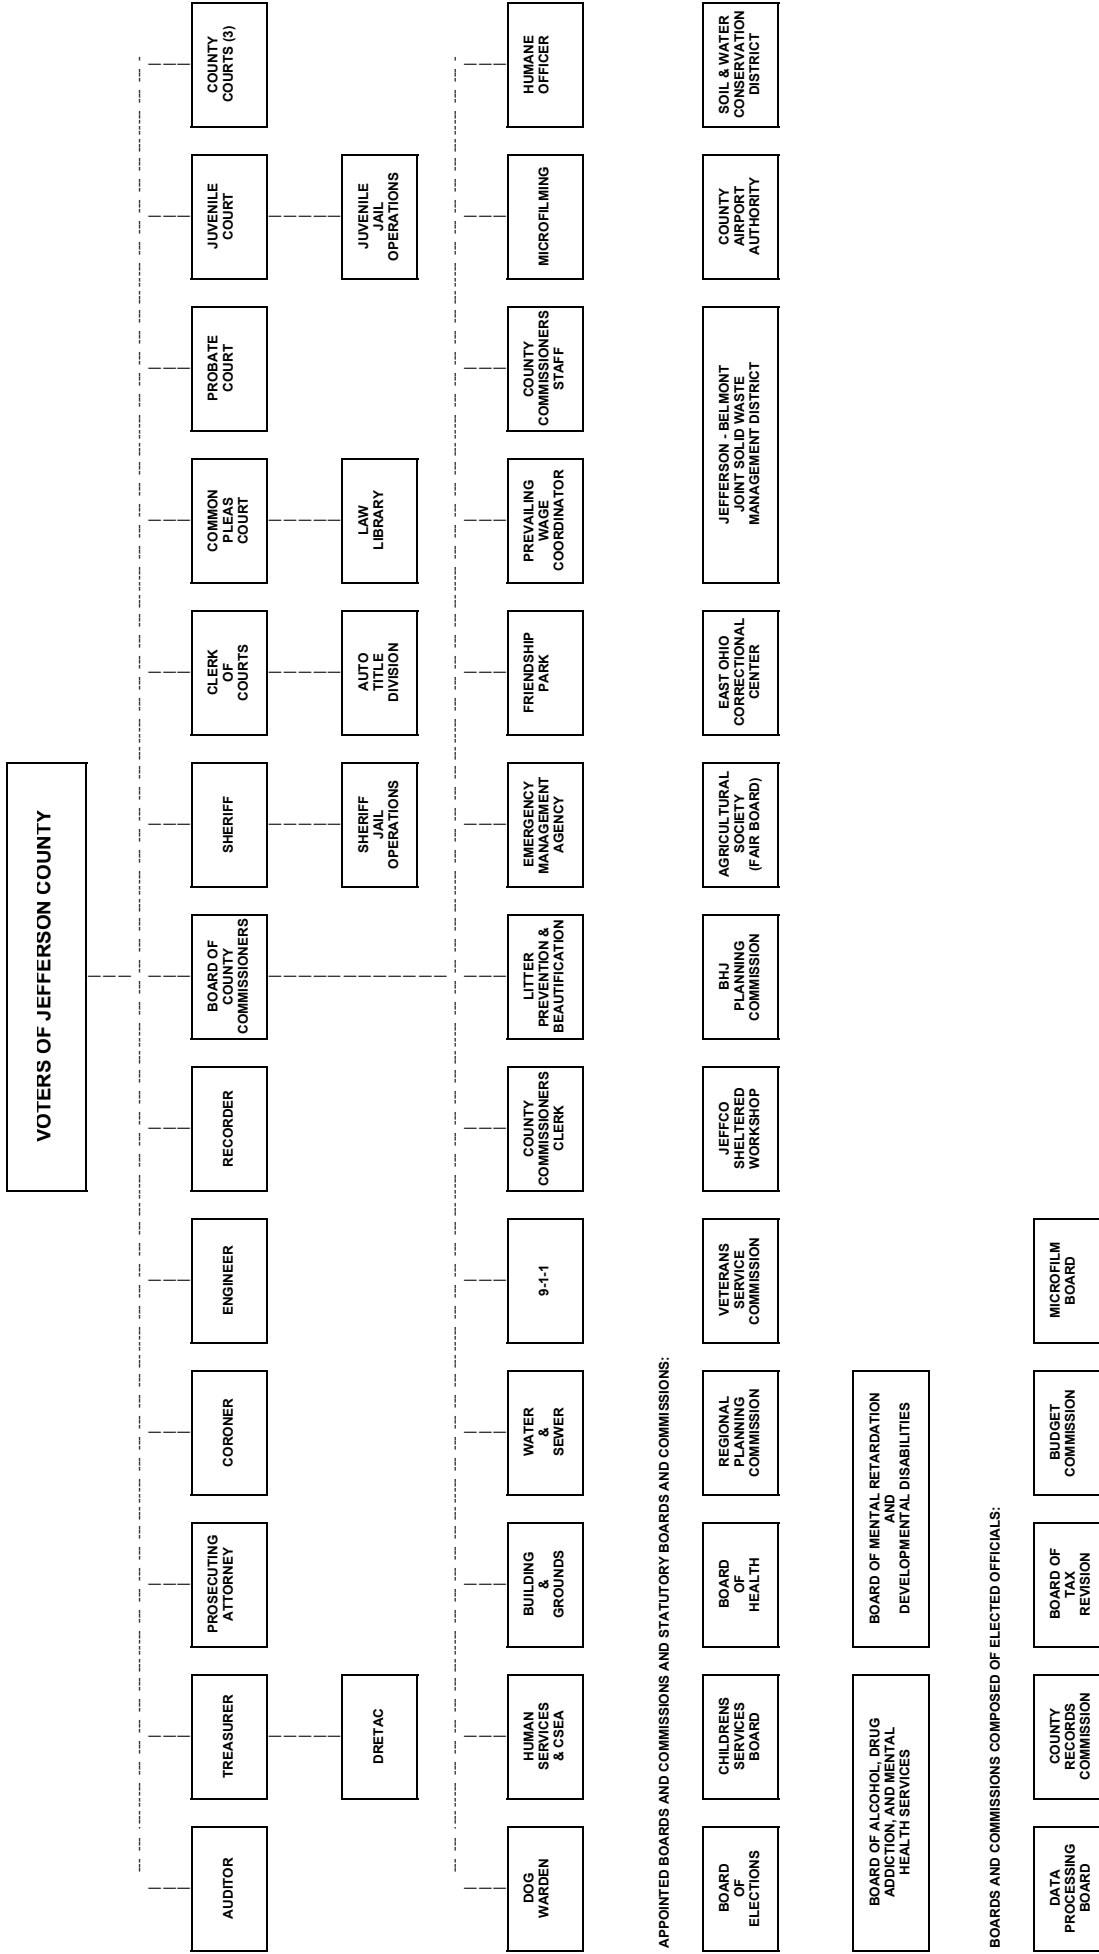 VOTERS OF JEFFERSON COUNTY
AUDITOR
TREASURER
PROSECUTING
ATTORNEY
CORONER
ENGINEER
RECORDER
BOARD OF
COUNTY
COMMISSIONERS
SHERIFF
CLERK
OF
COURTS
COMMON
PLEAS
COURT
PROBATE
COURT
JUVENILE
COURT
COUNTY
COURTS (3)
DRETAC
SHERIFF
JAIL
OPERATIONS
AUTO
TITLE
DIVISION
LAW
LIBRARY
JUVENILE
JAIL
OPERATIONS
DOG
WARDEN
HUMAN
SERVICES
& CSEA
BUILDING
&
GROUNDS
WATER
&
SEWER
9-1-1
COUNTY
COMMISSIONERS
CLERK
LITTER
PREVENTION &
BEAUTIFICATION
EMERGENCY
MANAGEMENT
AGENCY
FRIENDSHIP
PARK
PREVAILING
WAGE
COORDINATOR
COUNTY
COMMISSIONERS
STAFF
MICROFILMING
HUMANE
OFFICER
APPOINTED BOARDS AND COMMISSIONS AND STATUTORY BOARDS AND COMMISSIONS:
BOARD
OF
ELECTIONS
CHILDRENS
SERVICES
BOARD
BOARD
OF
HEALTH
REGIONAL
PLANNING
COMMISSION
VETERANS
SERVICE
COMMISSION
JEFFCO
SHELTERED
WORKSHOP
BHJ
PLANNING
COMMISSION
AGRICULTURAL
SOCIETY
(FAIR BOARD)
EAST OHIO
CORRECTIONAL
CENTER
JEFFERSON - BELMONT
JOINT SOLID WASTE
MANAGEMENT DISTRICT
COUNTY
AIRPORT
AUTHORITY
SOIL & WATER
CONSERVATION
DISTRICT
BOARD OF ALCOHOL, DRUG
ADDICTION, AND MENTAL
HEALTH SERVICES
BOARD OF MENTAL RETARDATION
AND
DEVELOPMENTAL DISABILITIES
BOARDS AND COMMISSIONS COMPOSED OF ELECTED OFFICIALS:
DATA
PROCESSING
BOARD
COUNTY
RECORDS
COMMISSION
BOARD OF
TAX
REVISION
BUDGET
COMMISSION
MICROFILM
BOARD